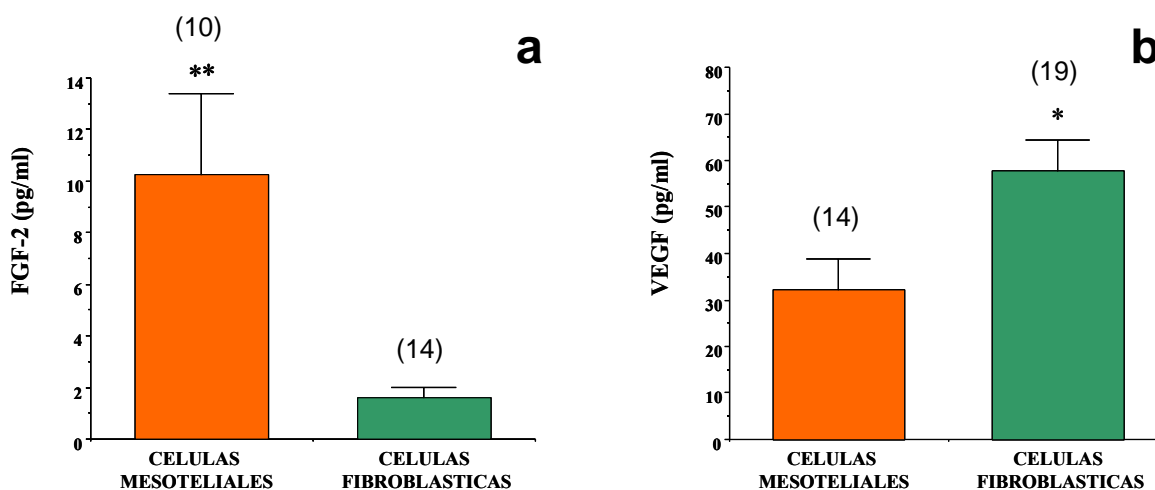 (10)
a
**
14
12
10
8
6
4
2
0
FGF-2 (pg/ml)
(14)
CELULAS
MESOTELIALES
CELULAS
FIBROBLASTICAS
b
80
70
60
50
40
30
20
10
0
VEGF (pg/ml)
(14)
(19)
*
CELULAS
MESOTELIALES
CELULAS
FIBROBLASTICAS